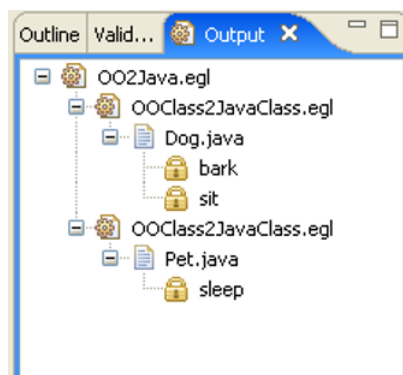 Outline Valid... Output
OO2Java.egl
OOClass2JavaClass.egl
Dog.java
bark
sit
OOClass2JavaClass.egl
Pet.java
sleep